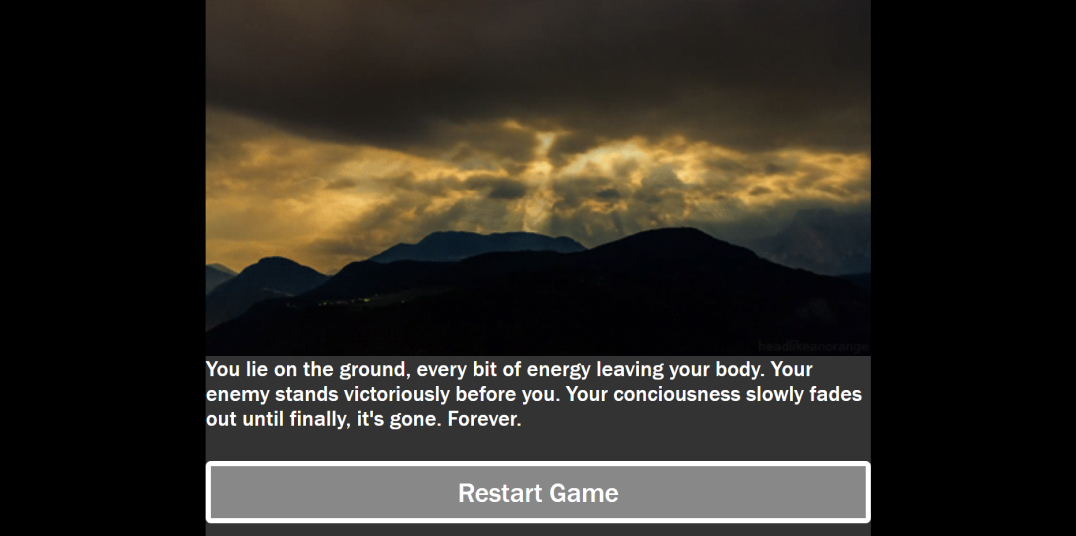 headlikeanorange
You lie on the ground, every bit of energy leaving your body. Your
enemy stands victoriously before you. Your conciousness slowly fades
out until finally, it's gone. Forever.
Restart Game